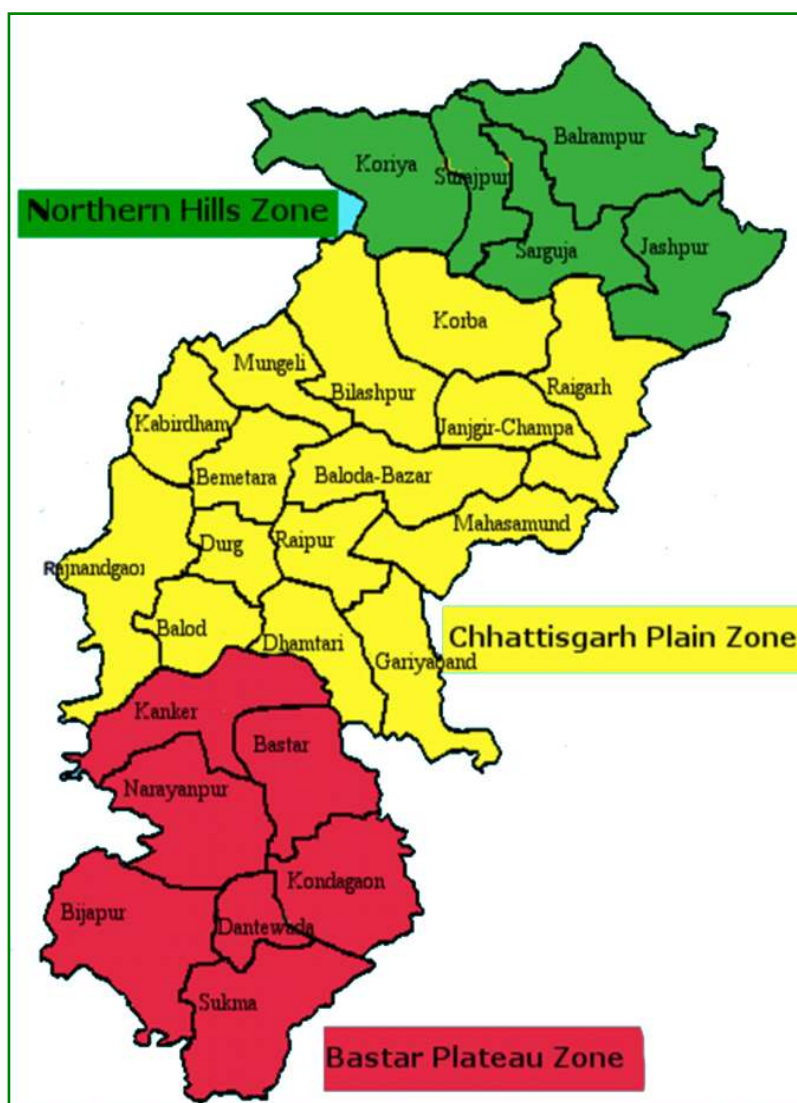 Balrampur
Koriya
Surajpur
Northern Hills Zone
Sarguja
Jashpur
Korba
Mungeli
Bilashpur
Raigarh
Kabirdham
Janjgir-Champa
Bemetara
Baloda-Bazar
Mahasamund
Durg
Raipur
Rajnandgaon
Balod
Dhamtari
Chhattisgarh Plain Zone
Gariyaband
Kanker
Bastar
Narayanpur
Kondagaon
Bijapur
Dantewada
Sukma
Bastar Plateau Zone